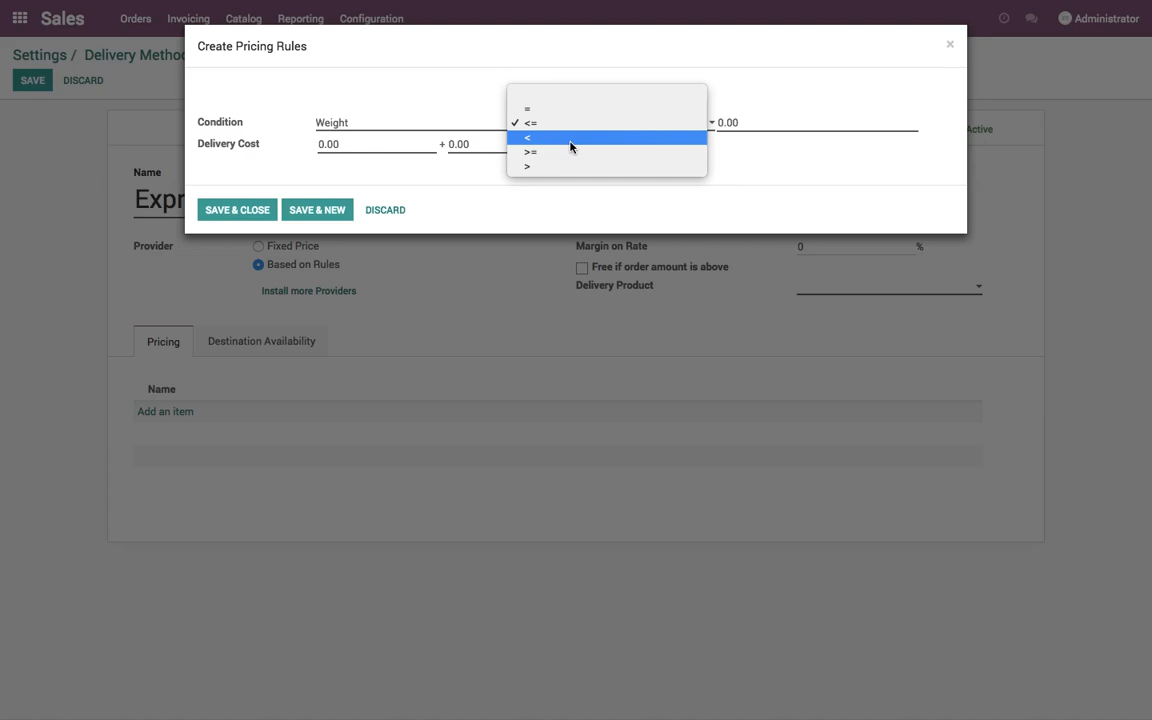 Sales Orders Invoicing Catalog Reporting Configuration Administrator
Settings / Delivery Metho
SAVE DISCARD
Create Pricing Rules ×
Condition Weight 0.00
=
✓ <=
<
>=
>
Delivery Cost 0.00 + 0.00
SAVE & CLOSE SAVE & NEW DISCARD
Active
Name
Expr
Provider Fixed Price Margin on Rate 0 %
Based on Rules Free if order amount is above
Install more Providers Delivery Product
Pricing Destination Availability
Name
Add an item